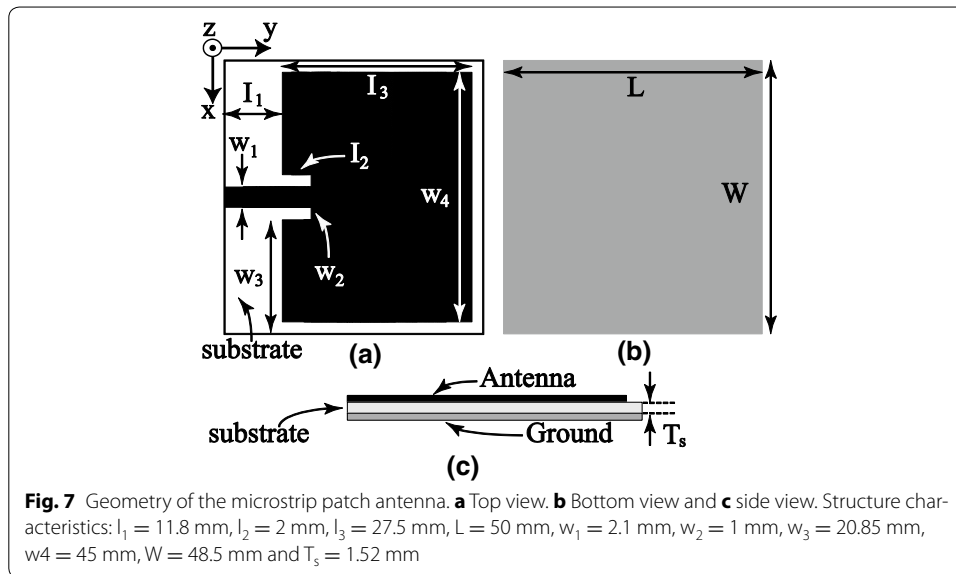 z
y
x
I₁
I₃
w₁
I₂
w₄
w₂
w₃
substrate
(a)
L
W
(b)
Antenna
substrate
Ground
Tₛ
(c)
Fig. 7 Geometry of the microstrip patch antenna. a Top view. b Bottom view and c side view. Structure char-
acteristics: l₁ = 11.8 mm, l₂ = 2 mm, l₃ = 27.5 mm, L = 50 mm, w₁ = 2.1 mm, w₂ = 1 mm, w₃ = 20.85 mm,
w4 = 45 mm, W = 48.5 mm and Tₛ = 1.52 mm